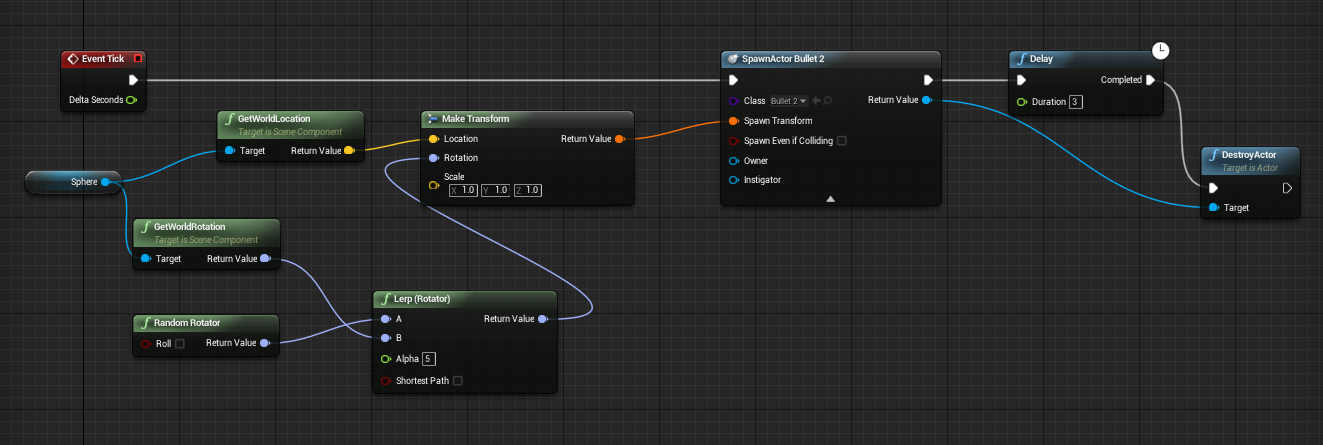 Event Tick
Delta Seconds
Sphere
GetWorldLocation
Target is Scene Component
Target Return Value
GetWorldRotation
Target is Scene Component
Target Return Value
Random Rotator
Roll Return Value
Lerp (Rotator)
A Return Value
B
Alpha 5
Shortest Path
Make Transform
Location Return Value
Rotation
Scale
X 1.0 Y 1.0 Z 1.0
SpawnActor Bullet 2
Class Bullet 2 Return Value
Spawn Transform
Spawn Even if Colliding
Owner
Instigator
Delay
Completed
Duration 3
DestroyActor
Target is Actor
Target